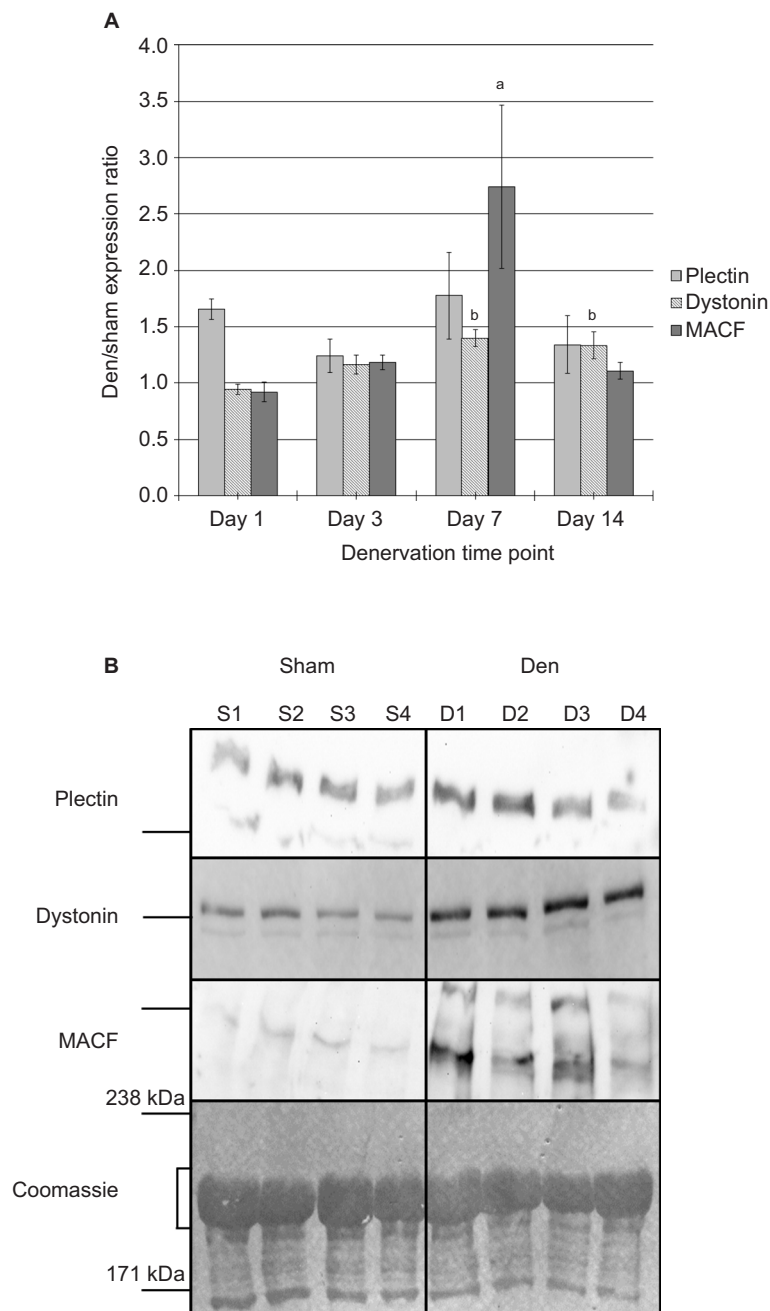 A
4.0
3.5
3.0
2.5
2.0
1.5
1.0
0.5
0.0
Den/sham expression ratio
a
b
b
Plectin
Dystonin
MACF
Day 1 Day 3 Day 7 Day 14
Denervation time point
B
Sham Den
S1 S2 S3 S4 D1 D2 D3 D4
Plectin
Dystonin
MACF
238 kDa
Coomassie
171 kDa